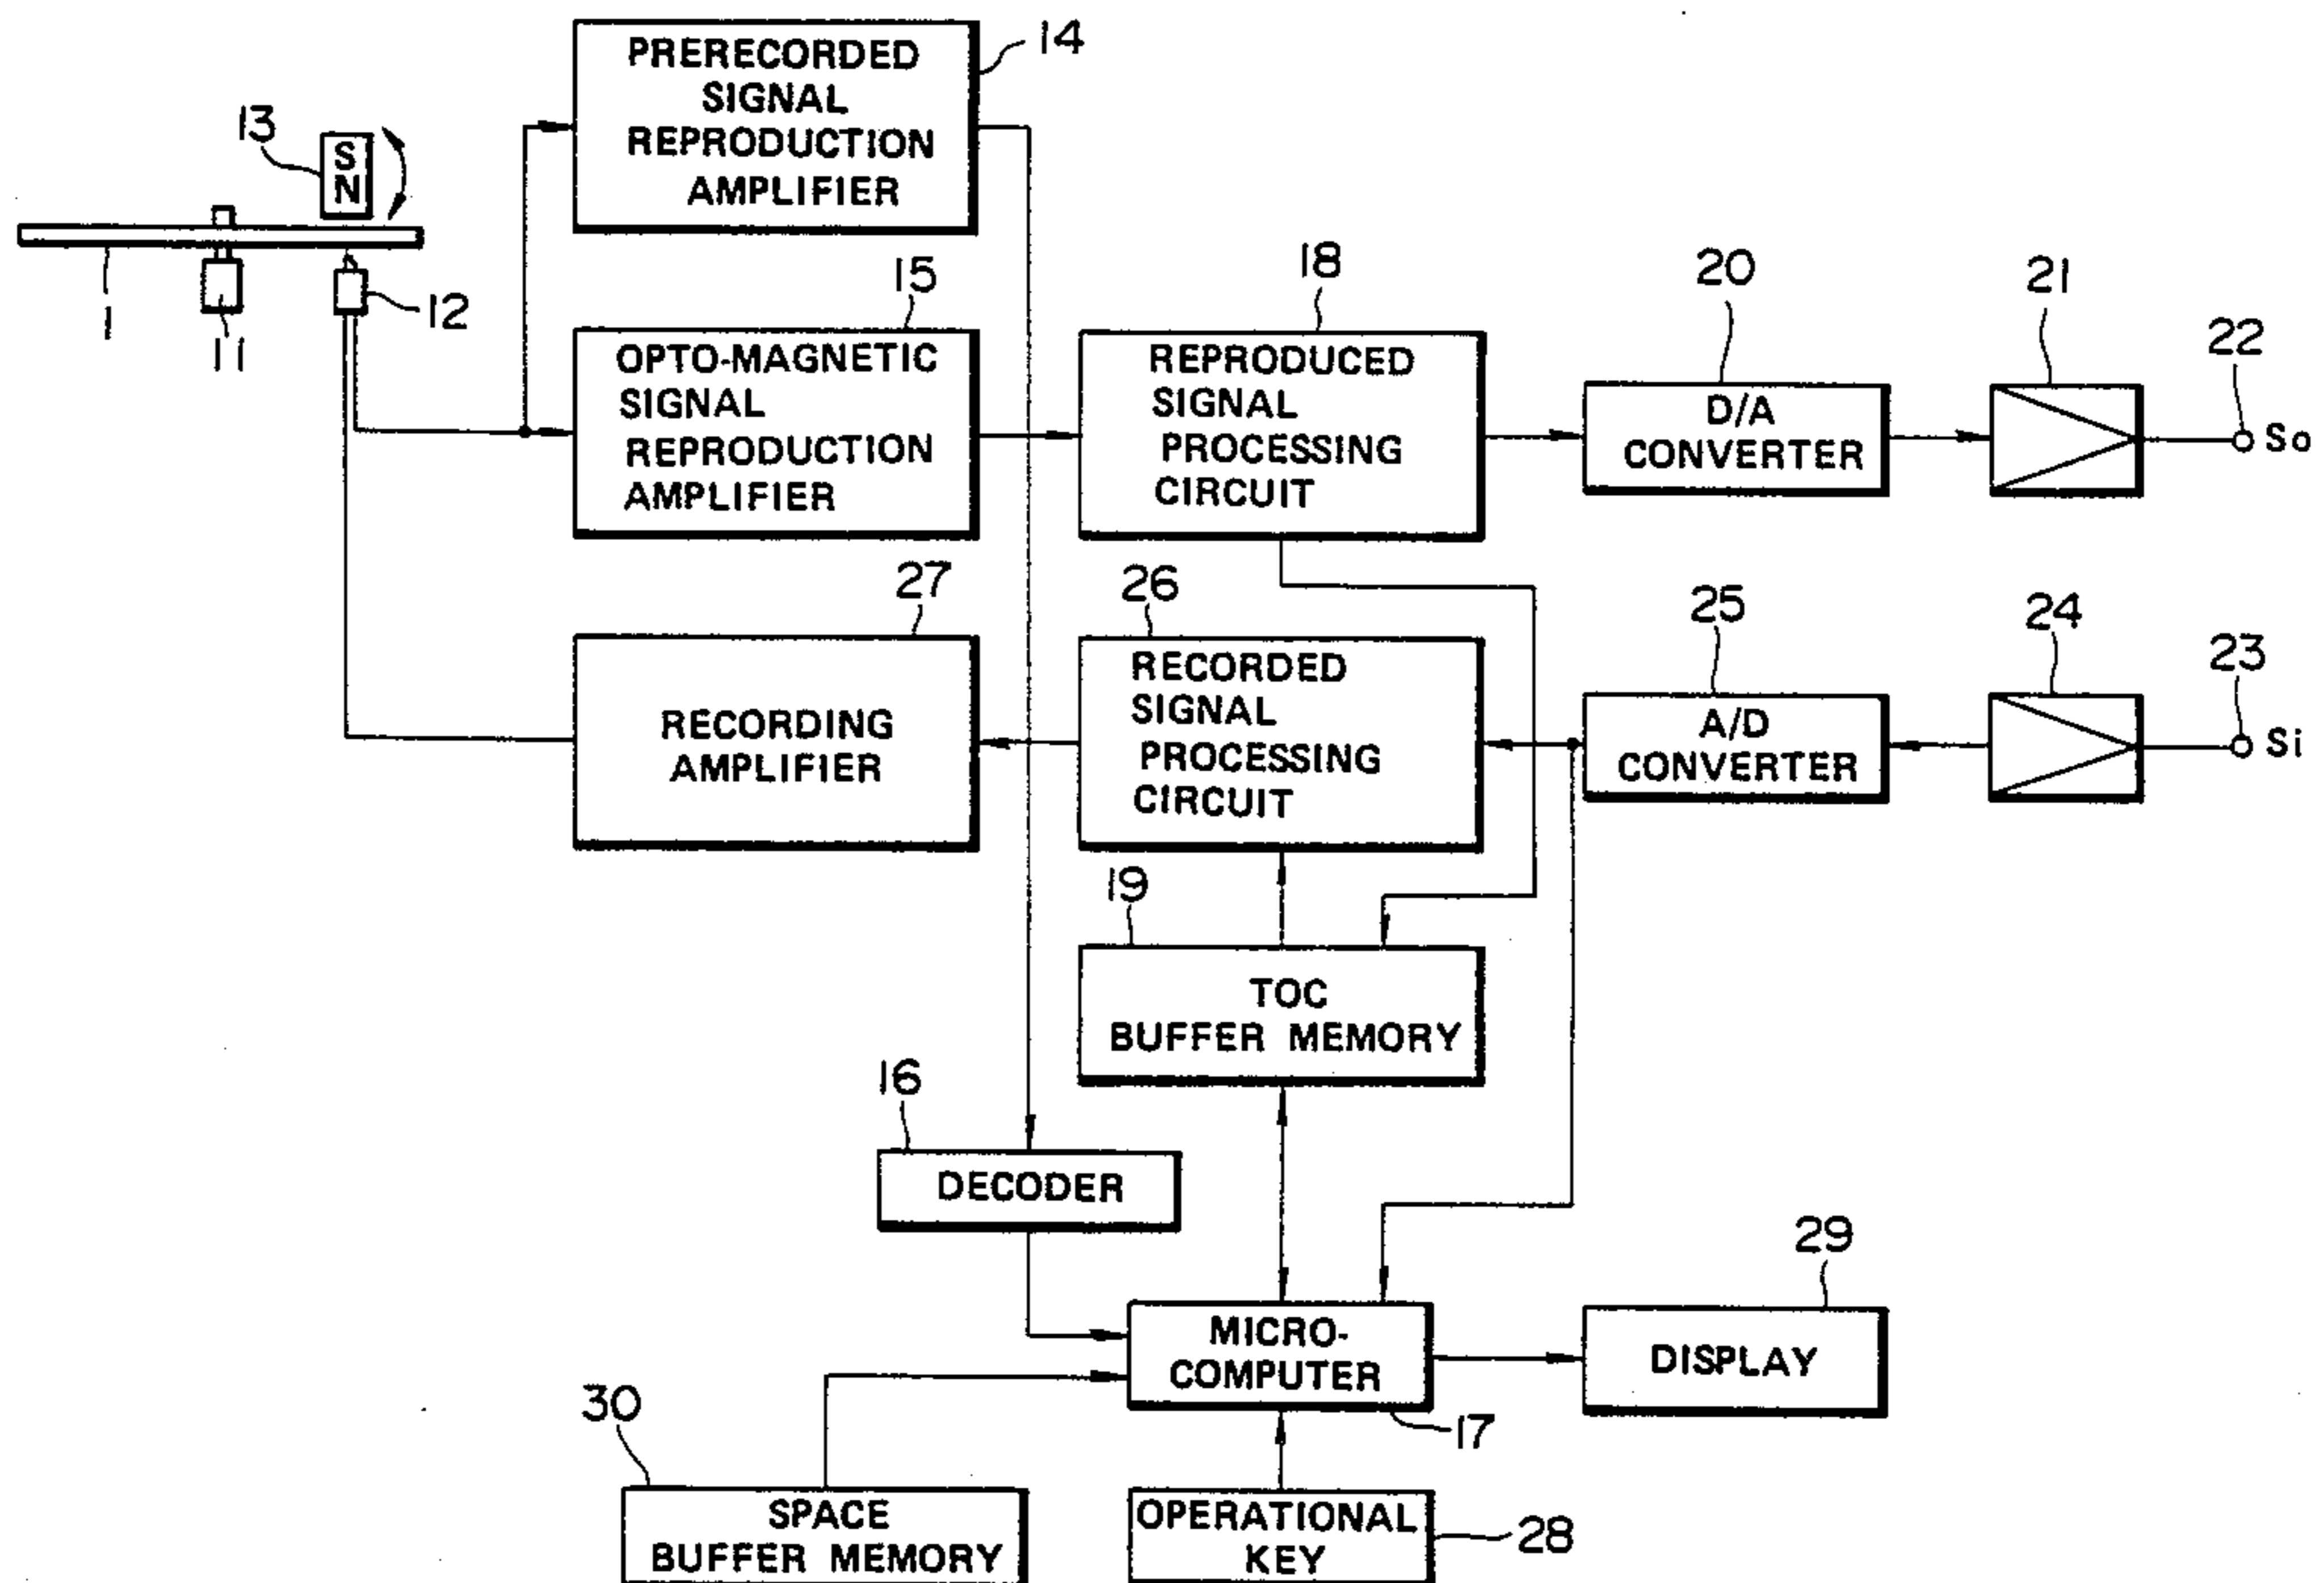 PRERECORDED
SIGNAL
REPRODUCTION
AMPLIFIER
14
13
S
N
1
11
12
15
OPTO-MAGNETIC
SIGNAL
REPRODUCTION
AMPLIFIER
18
REPRODUCED
SIGNAL
PROCESSING
CIRCUIT
20
D/A
CONVERTER
21
22
So
27
RECORDING
AMPLIFIER
26
RECORDED
SIGNAL
PROCESSING
CIRCUIT
25
A/D
CONVERTER
24
23
Si
19
TOC
BUFFER MEMORY
16
DECODER
MICRO-
COMPUTER
17
29
DISPLAY
30
SPACE
BUFFER MEMORY
OPERATIONAL
KEY
28